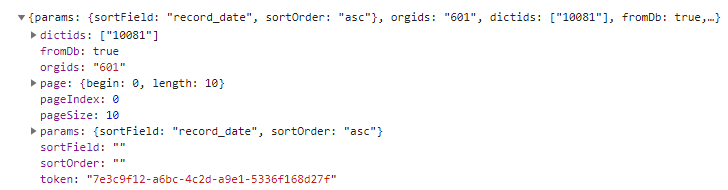 ▼{params: {sortField: "record_date", sortOrder: "asc"}, orgids: "601", dictids: ["10081"], fromDb: true,…}
▶dictids: ["10081"]
fromDb: true
orgids: "601"
▶page: {begin: 0, length: 10}
pageIndex: 0
pageSize: 10
▶params: {sortField: "record_date", sortOrder: "asc"}
sortField: ""
sortOrder: ""
token: "7e3c9f12-a6bc-4c2d-a9e1-5336f168d27f"